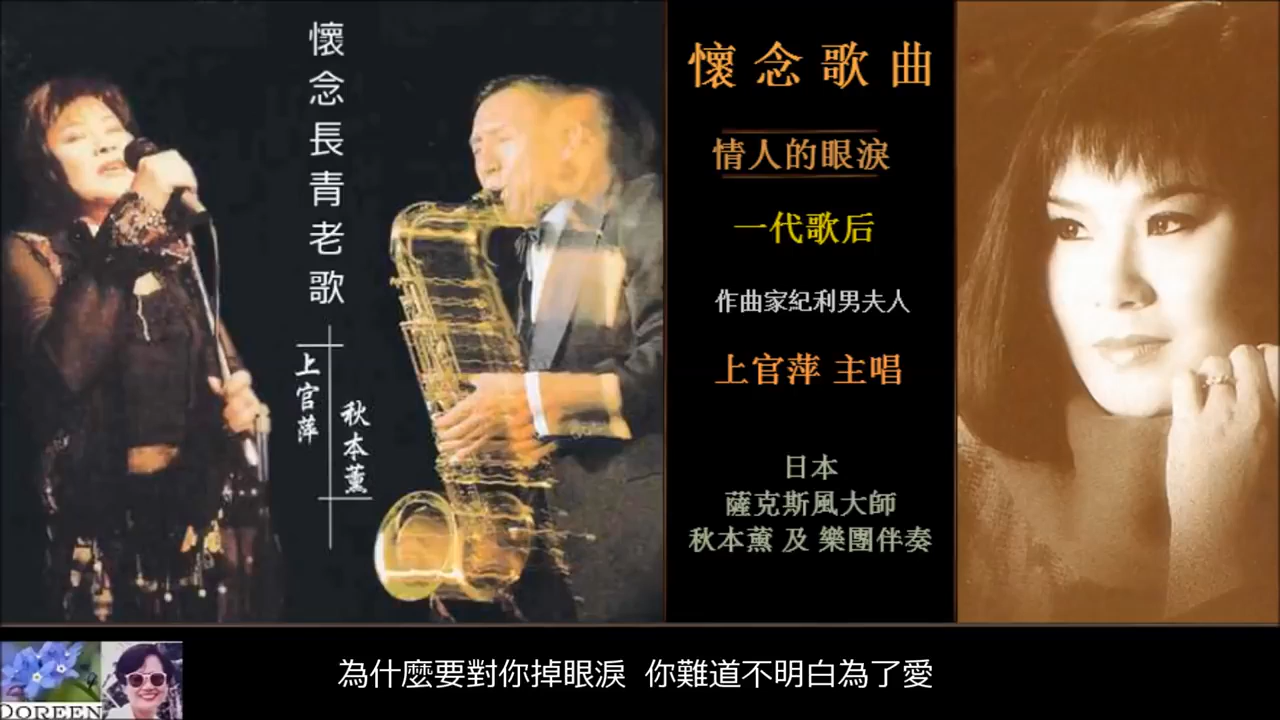 懷念長青老歌
上官萍
秋本薰
懷念歌曲
情人的眼淚
一代歌后
作曲家紀利男夫人
上官萍 主唱
日本
薩克斯風大師
秋本薰 及 樂團伴奏
DOREEN
為什麼要對你掉眼淚 你難道不明白為了愛